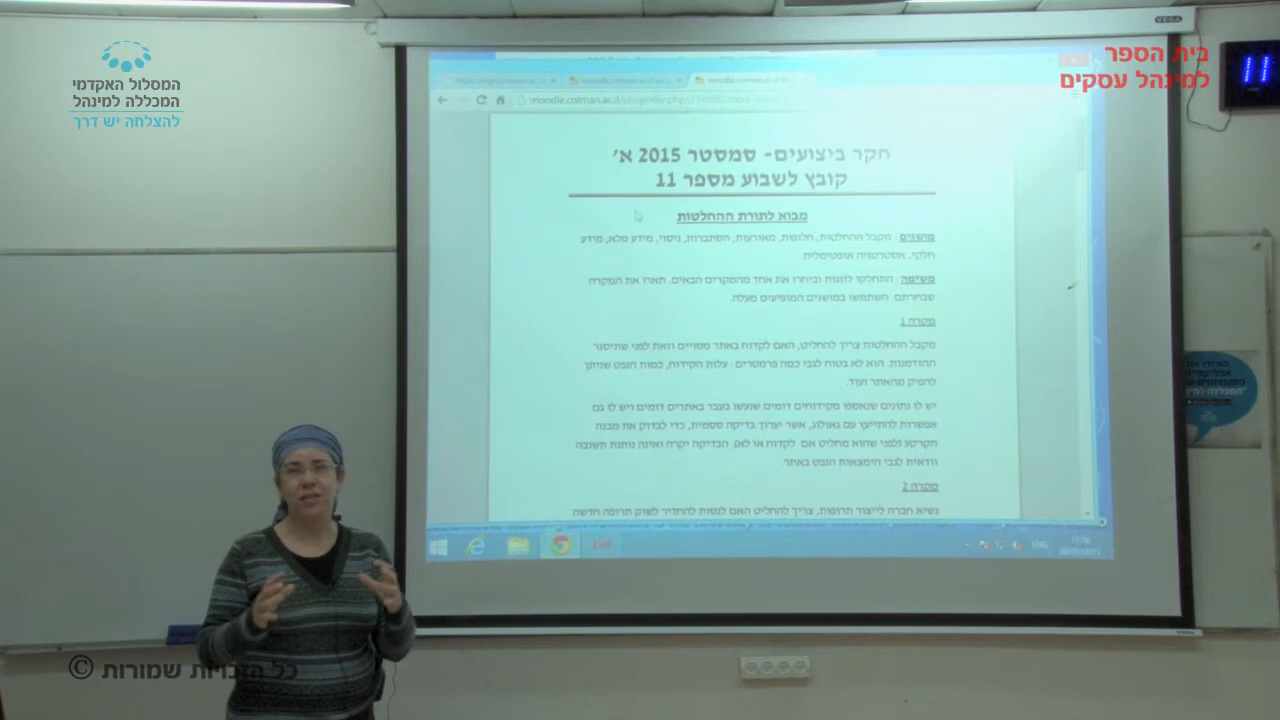 המסלול האקדמי
המכללה למינהל
להצלחה יש דרך
בית הספר
למינהל עסקים
11
VEGA
חקר ביצועים- סמסטר 2015 א'
קובץ לשבוע מספר 11
מבוא לתורת ההחלטות
מושגים : מקבל ההחלטות, חלופות, מאורעות, הסתברות, ניסוי, מידע מלא, מידע
חלקי, אסטרטגיה אופטימלית
משימה : התחלקו לזוגות ובחרו את אחד מהמקרים הבאים. תארו את המקרה
שבחרתם. השתמשו במושגים המופיעים מעלה.
מקרה 1
מקבל ההחלטות צריך להחליט, האם לקדוח באתר מסויים וזאת לפני שתיסגר
ההזדמנות. הוא לא בטוח לגבי כמה פרמטרים : עלות הקידוח, כמות הנפט שניתן
להפיק מהאתר ועוד.
יש לו נתונים שנאספו מקידוחים דומים שנעשו בעבר באתרים דומים ויש לו גם
אפשרות להתייעץ עם גאולוג, אשר יערוך בדיקה ססמית, כדי לבדוק את מבנה
הקרקע (לפני שהוא מחליט אם לקדוח או לא). הבדיקה יקרה ואינה נותנת תשובה
וודאית לגבי הימצאות הנפט באתר.
מקרה 2
נשיא חברה לייצור תרופות, צריך להחליט האם לנסות להחדיר לשוק תרופה חדשה
ENG
כל הזכויות שמורות ©